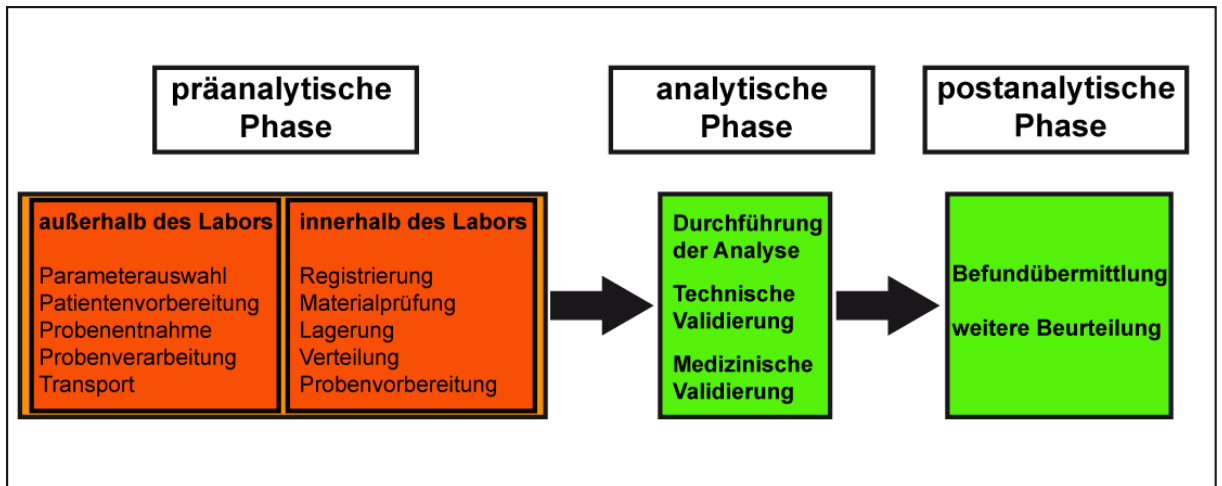 präanalytische
Phase
analytische
Phase
postanalytische
Phase
außerhalb des Labors
Parameterauswahl
Patientenvorbereitung
Probenentnahme
Probenverarbeitung
Transport
innerhalb des Labors
Registrierung
Materialprüfung
Lagerung
Verteilung
Probenvorbereitung
Durchführung
der Analyse
Technische
Validierung
Medizinische
Validierung
Befundübermittlung
weitere Beurteilung